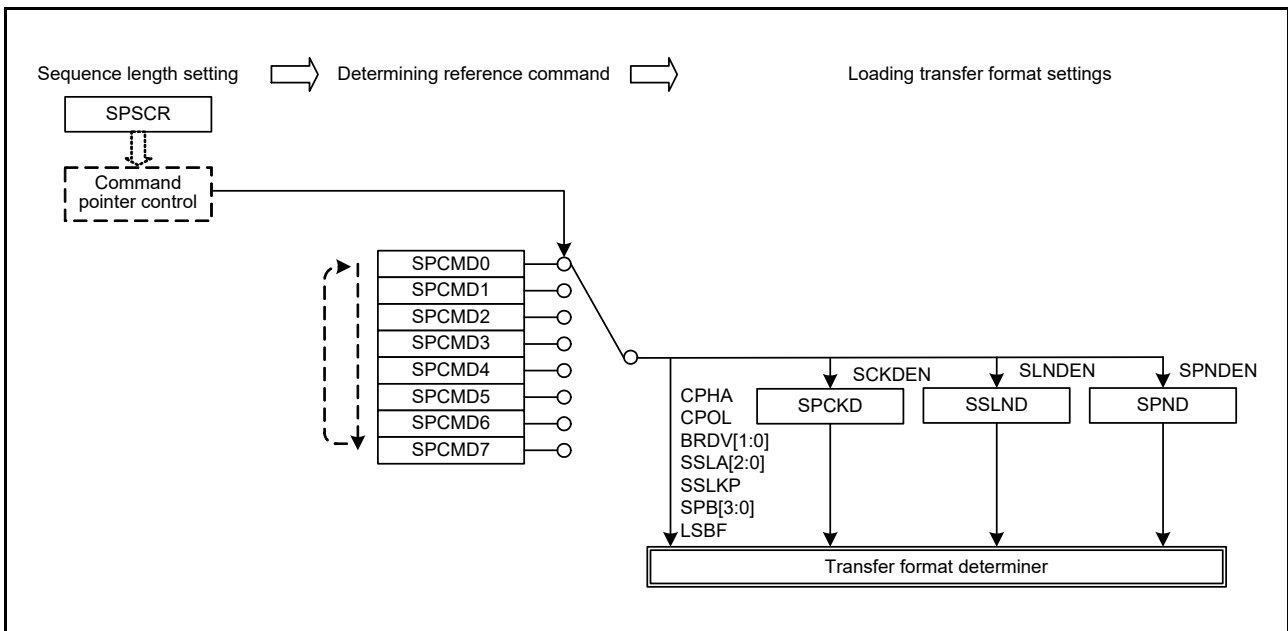 Sequence length setting
Determining reference command
Loading transfer format settings
SPSCR
Command
pointer control
SPCMD0
SPCMD1
SPCMD2
SPCMD3
SPCMD4
SPCMD5
SPCMD6
SPCMD7
CPHA
CPOL
BRDV[1:0]
SSLA[2:0]
SSLKP
SPB[3:0]
LSBF
SCKDEN
SPCKD
SLNDEN
SSLND
SPNDEN
SPND
Transfer format determiner